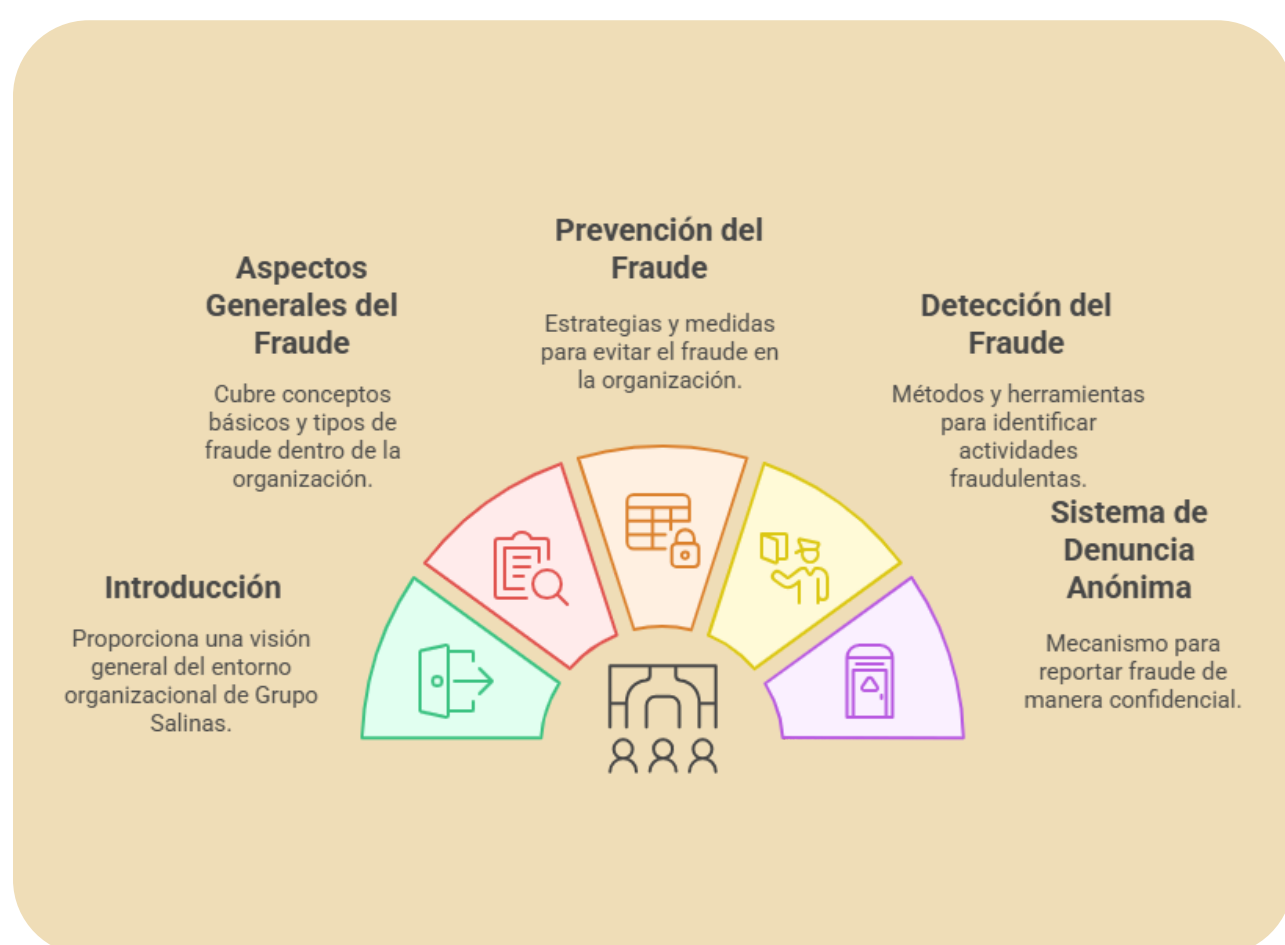 Introducción
Proporciona una visión
general del entorno
organizacional de Grupo
Salinas.
Aspectos
Generales del
Fraude
Cubre conceptos
básicos y tipos de
fraude dentro de la
organización.
Prevención del
Fraude
Estrategias y medidas
para evitar el fraude en
la organización.
Detección del
Fraude
Métodos y herramientas
para identificar
actividades
fraudulentas.
Sistema de
Denuncia
Anónima
Mecanismo para
reportar fraude de
manera confidencial.